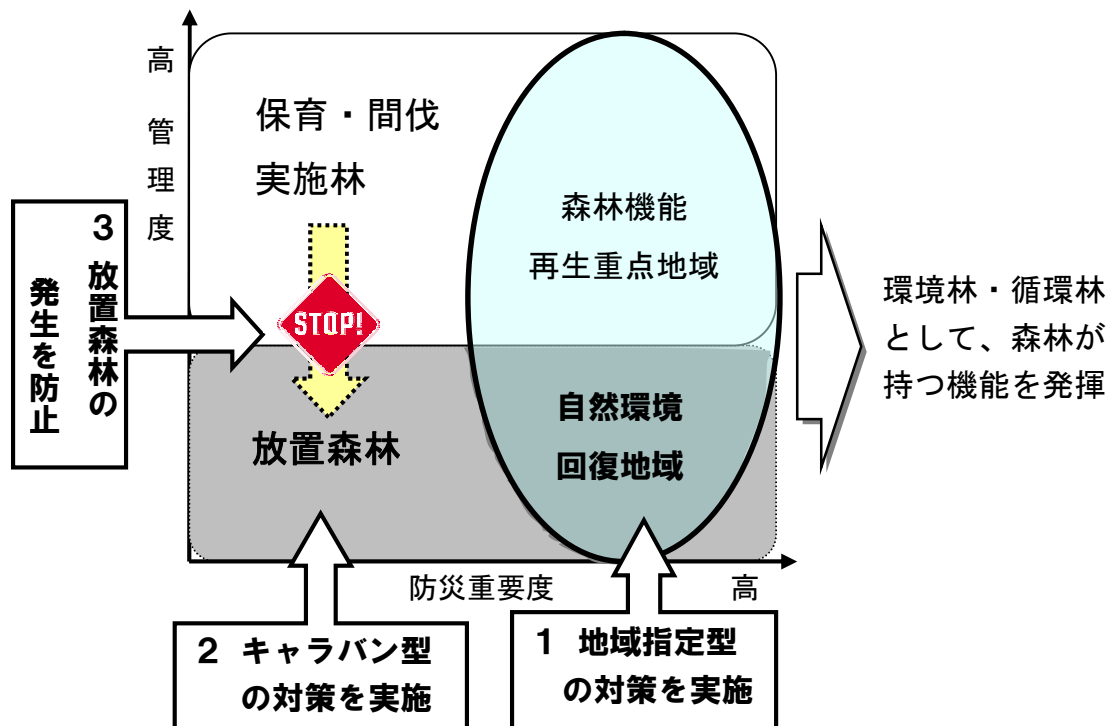 高 管理度
保育・間伐
実施林
森林機能
再生重点地域
3 放置森林の
発生を防止
STOP!
環境林・循環林
として、森林が
持つ機能を発揮
自然環境
回復地域
放置森林
防災重要度 高
2 キャラバン型
の対策を実施
1 地域指定型
の対策を実施